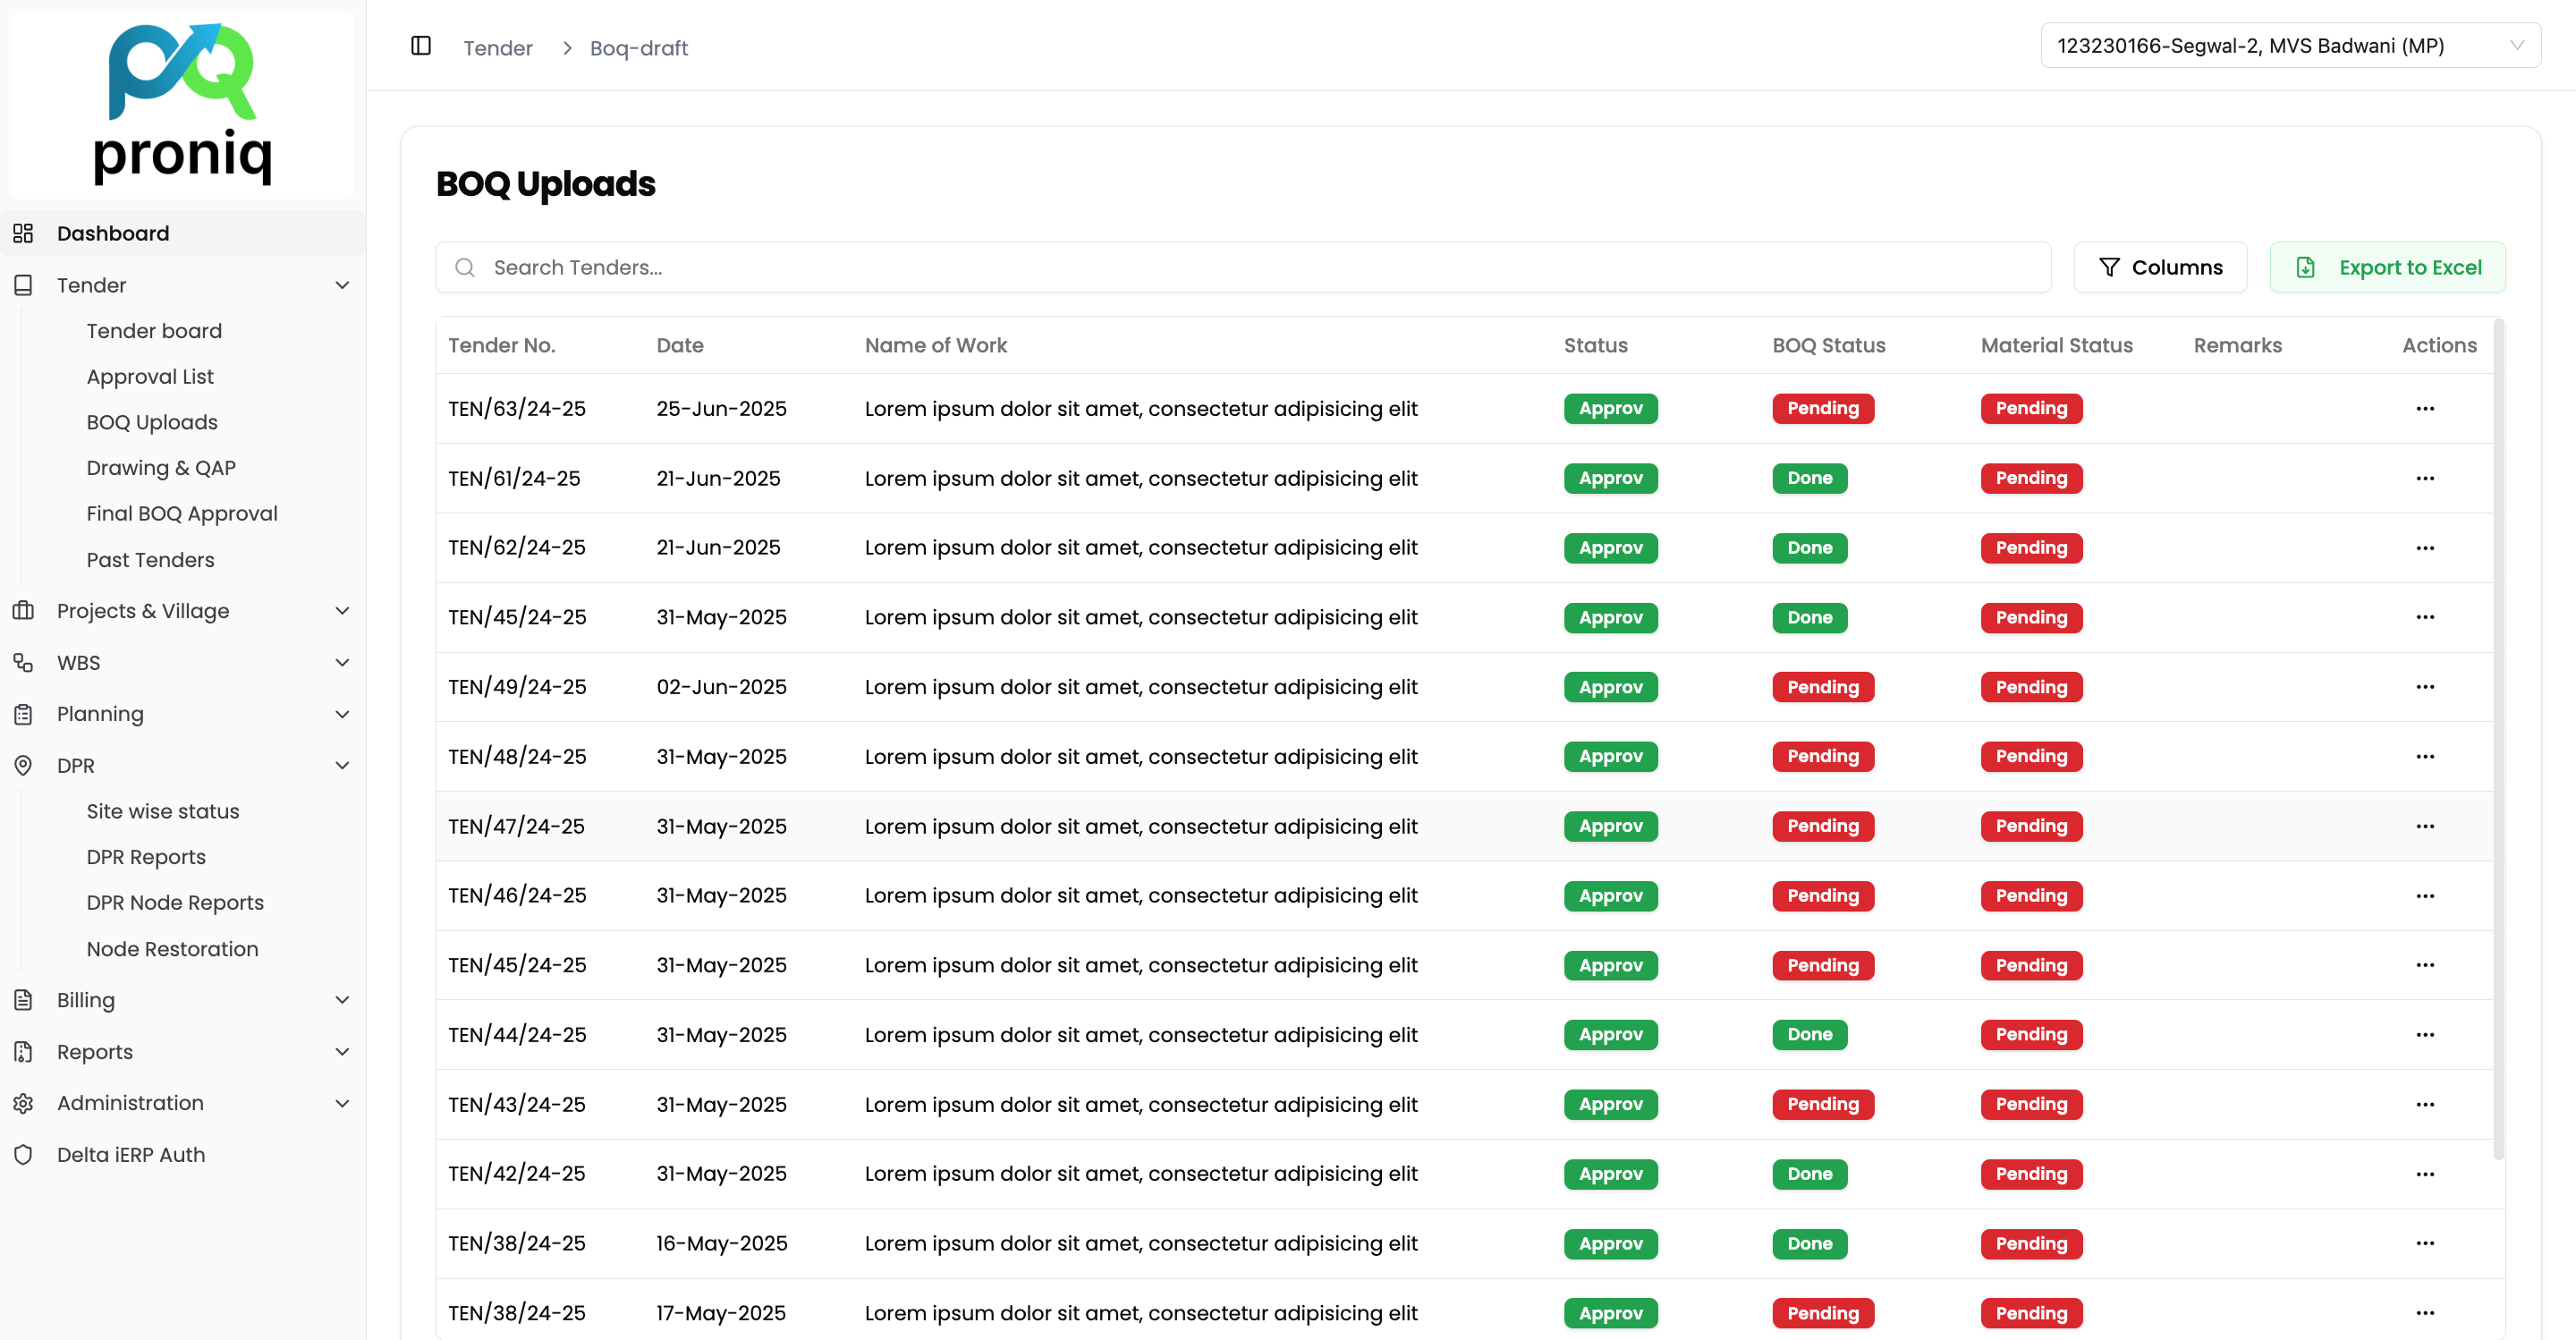 proniq
Dashboard
Tender
Tender board
Approval List
BOQ Uploads
Drawing & QAP
Final BOQ Approval
Past Tenders
Projects & Village
WBS
Planning
DPR
Site wise status
DPR Reports
DPR Node Reports
Node Restoration
Billing
Reports
Administration
Delta iERP Auth
Tender > Boq-draft
123230166-Segwal-2, MVS Badwani (MP)
BOQ Uploads
Search Tenders...
Columns
Export to Excel
Tender No. Date Name of Work Status BOQ Status Material Status Remarks Actions
TEN/63/24-25 25-Jun-2025 Lorem ipsum dolor sit amet, consectetur adipisicing elit Approv Pending Pending
TEN/61/24-25 21-Jun-2025 Lorem ipsum dolor sit amet, consectetur adipisicing elit Approv Done Pending
TEN/62/24-25 21-Jun-2025 Lorem ipsum dolor sit amet, consectetur adipisicing elit Approv Done Pending
TEN/45/24-25 31-May-2025 Lorem ipsum dolor sit amet, consectetur adipisicing elit Approv Done Pending
TEN/49/24-25 02-Jun-2025 Lorem ipsum dolor sit amet, consectetur adipisicing elit Approv Pending Pending
TEN/48/24-25 31-May-2025 Lorem ipsum dolor sit amet, consectetur adipisicing elit Approv Pending Pending
TEN/47/24-25 31-May-2025 Lorem ipsum dolor sit amet, consectetur adipisicing elit Approv Pending Pending
TEN/46/24-25 31-May-2025 Lorem ipsum dolor sit amet, consectetur adipisicing elit Approv Pending Pending
TEN/45/24-25 31-May-2025 Lorem ipsum dolor sit amet, consectetur adipisicing elit Approv Pending Pending
TEN/44/24-25 31-May-2025 Lorem ipsum dolor sit amet, consectetur adipisicing elit Approv Done Pending
TEN/43/24-25 31-May-2025 Lorem ipsum dolor sit amet, consectetur adipisicing elit Approv Pending Pending
TEN/42/24-25 31-May-2025 Lorem ipsum dolor sit amet, consectetur adipisicing elit Approv Done Pending
TEN/38/24-25 16-May-2025 Lorem ipsum dolor sit amet, consectetur adipisicing elit Approv Done Pending
TEN/38/24-25 17-May-2025 Lorem ipsum dolor sit amet, consectetur adipisicing elit Approv Pending Pending